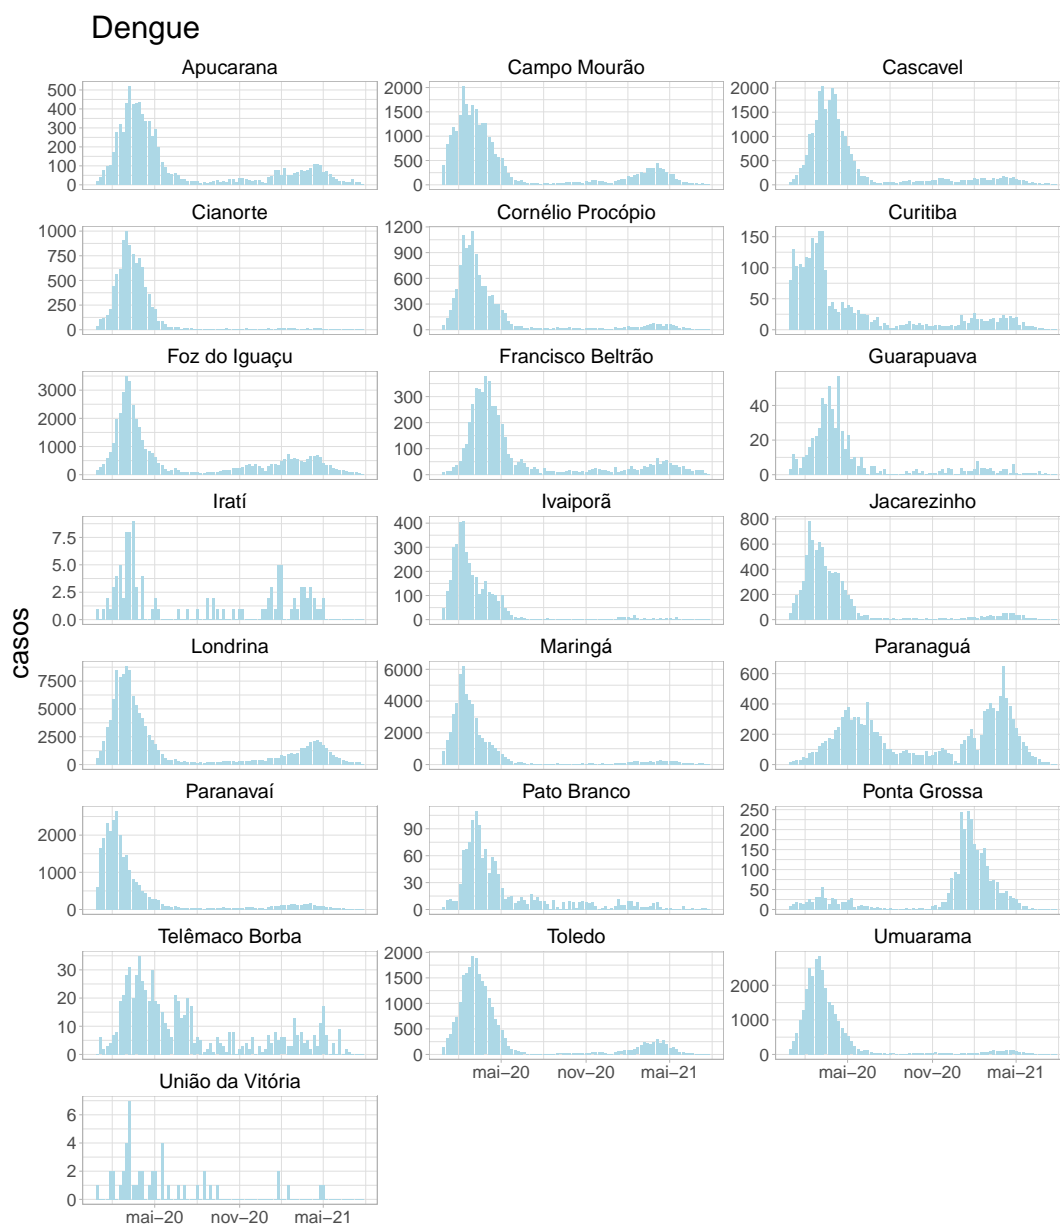 Dengue
Apucarana Campo Mourão Cascavel
500 400 300 200 100 0
2000 1500 1000 500 0
2000 1500 1000 500 0
Cianorte Cornélio Procópio Curitiba
1000 750 500 250 0
1200 900 600 300 0
150 100 50 0
Foz do Iguaçu Francisco Beltrão Guarapuava
3000 2000 1000 0
300 200 100 0
40 20 0
Iratí Ivaiporã Jacarezinho
7.5 5.0 2.5 0.0
400 300 200 100 0
800 600 400 200 0
casos
Londrina Maringá Paranaguá
7500 5000 2500 0
6000 4000 2000 0
600 400 200 0
Paranavaí Pato Branco Ponta Grossa
2000 1000 0
90 60 30 0
250 200 150 100 50 0
Telêmaco Borba Toledo Umuarama
30 20 10 0
2000 1500 1000 500 0
2000 1000 0
mai–20 nov–20 mai–21 mai–20 nov–20 mai–21
União da Vitória
6 4 2 0
mai–20 nov–20 mai–21